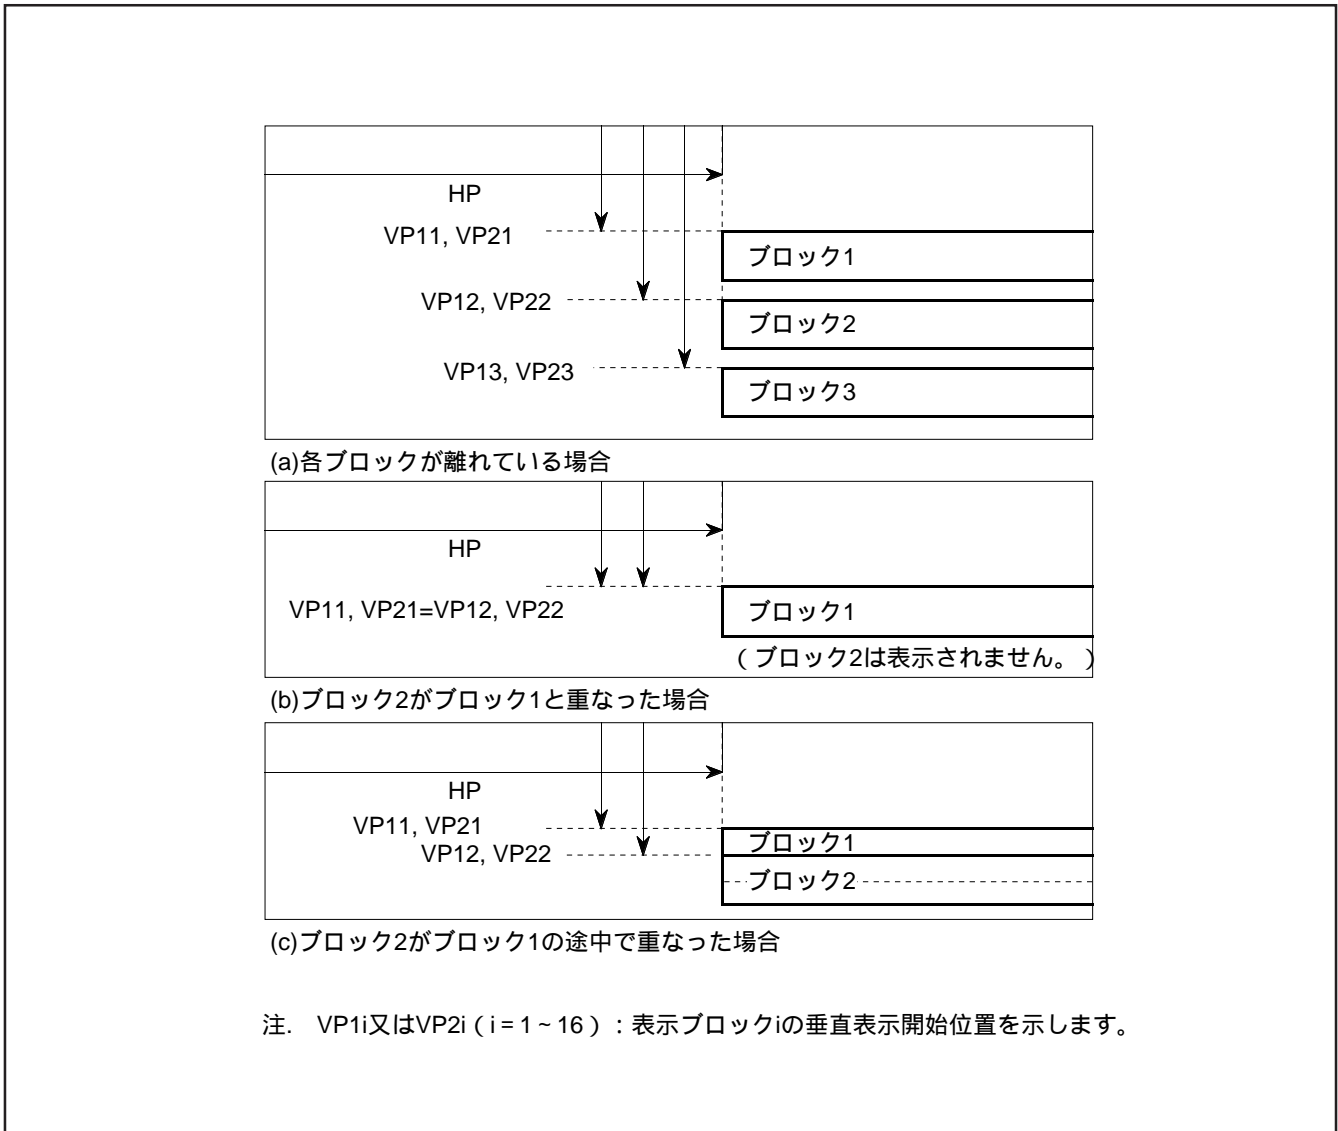 HP
VP11, VP21
ブロック1
VP12, VP22
ブロック2
VP13, VP23
ブロック3
(a)各ブロックが離れている場合
HP
VP11, VP21=VP12, VP22
ブロック1
(ブロック2は表示されません。)
(b)ブロック2がブロック1と重なった場合
HP
VP11, VP21
ブロック1
VP12, VP22
ブロック2
(c)ブロック2がブロック1の途中で重なった場合
注. VP1i又はVP2i(i=1~16):表示ブロックiの垂直表示開始位置を示します。